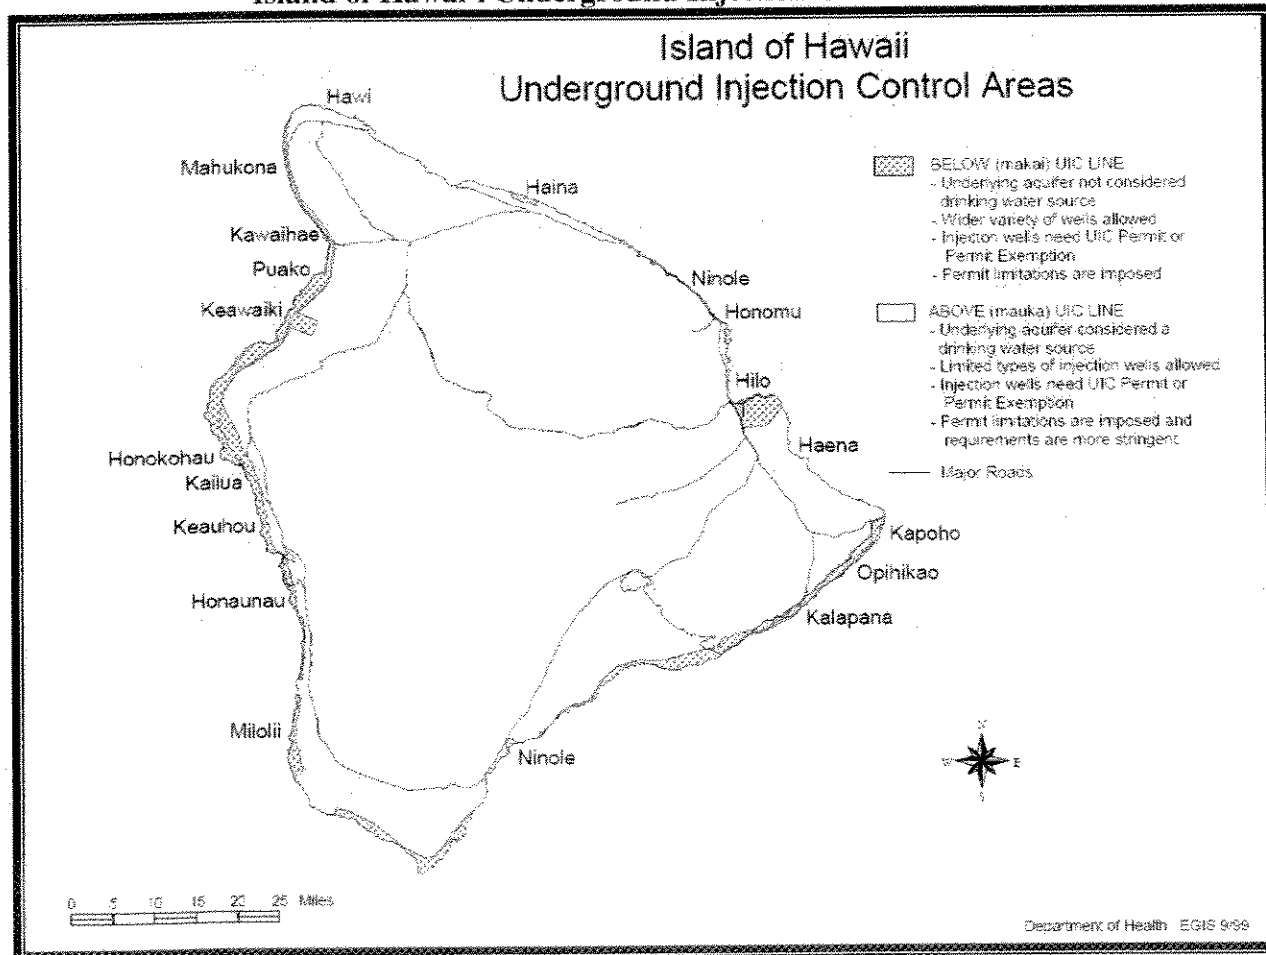 Island of Hawaii
Underground Injection Control Areas
Hawi
Mahukona
Haina
Kawaihae
Puako
Keawaiki
Ninole
Honomu
Hilo
Haena
Honokohau
Kailua
Keauhou
Kapoho
Opihikao
Honaunau
Kalapana
Milolii
Ninole
BELOW (makai) UIC LINE
- Underlying aquifer not considered
drinking water source
- Wider variety of wells allowed
- Injection wells need UIC Permit or
Permit Exemption
- Permit limitations are imposed
ABOVE (mauka) UIC LINE
- Underlying aquifer considered a
drinking water source
- Limited types of injection wells allowed
- Injection wells need UIC Permit or
Permit Exemption
- Permit limitations are imposed and
requirements are more stringent
Major Roads
N
W E
S
0 5 10 15 20 25 Miles
Department of Health EGIS 9/99